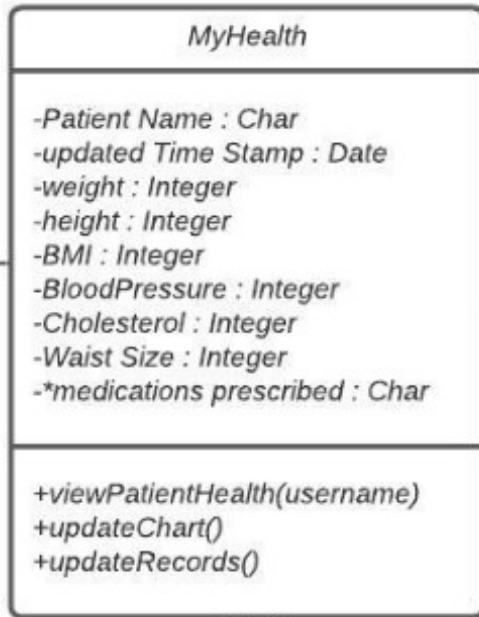 MyHealth
-Patient Name : Char
-updated Time Stamp : Date
-weight : Integer
-height : Integer
-BMI : Integer
-BloodPressure : Integer
-Cholesterol : Integer
-Waist Size : Integer
-*medications prescribed : Char
+viewPatientHealth(username)
+updateChart()
+updateRecords()